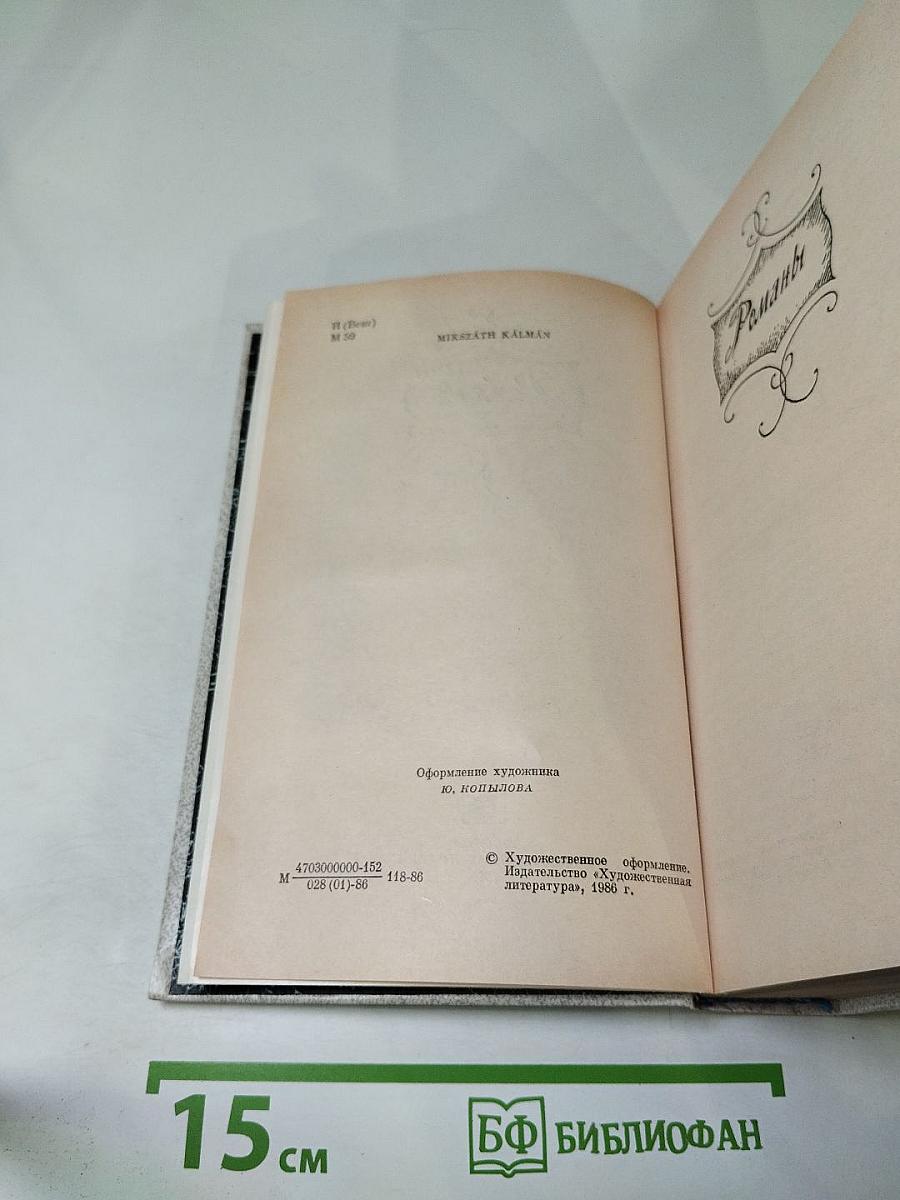 И (Венг)
М 59
MIKSZÁTH KÁLMÁN
Оформление художника
Ю. КОПЫЛОВА
М 4703000000-152 118-86
028 (01)-86
© Художественное оформление.
Издательство «Художественная
литература», 1986 г.
Романы
15 см
БФ БИБЛИОФАН